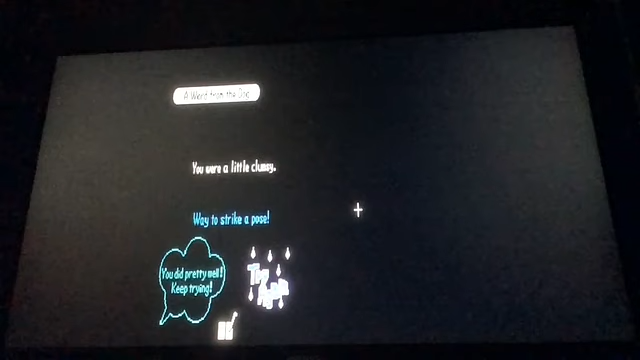 A Word from the Dog
You were a little clumsy.
Way to strike a pose!
You did pretty well!
Keep trying!
Try
Again